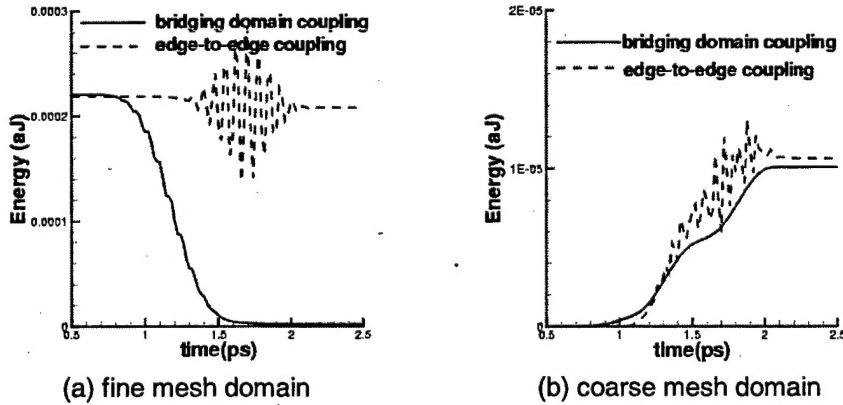 0.0003
bridging domain coupling
edge-to-edge coupling
0.0002
Energy (aJ)
0.0001
0
0.5 1 1.5 2 2.5
time(ps)
(a) fine mesh domain
2E-05
bridging domain coupling
edge-to-edge coupling
Energy (aJ)
1E-05
0
0.5 1 1.5 2 2.5
time(ps)
(b) coarse mesh domain